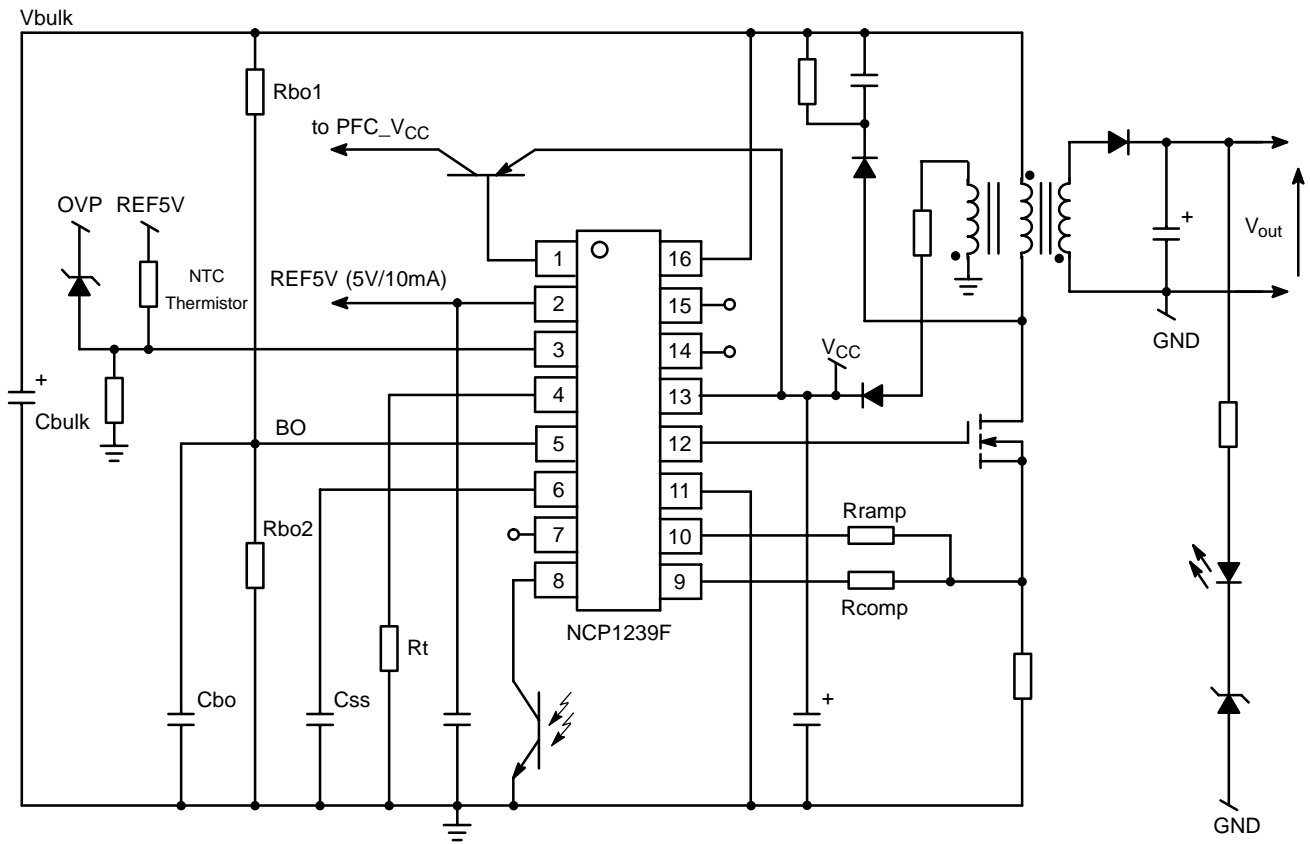 Vbulk
Rbo1
to PFC_VCC
OVP
REF5V
NTC
Thermistor
REF5V (5V/10mA)
1
2
3
4
5
6
7
8
16
15
14
13
12
11
10
9
VCC
+
Vout
GND
+
Cbulk
BO
Rbo2
Rramp
Rcomp
NCP1239F
Rt
Cbo
Css
+
GND